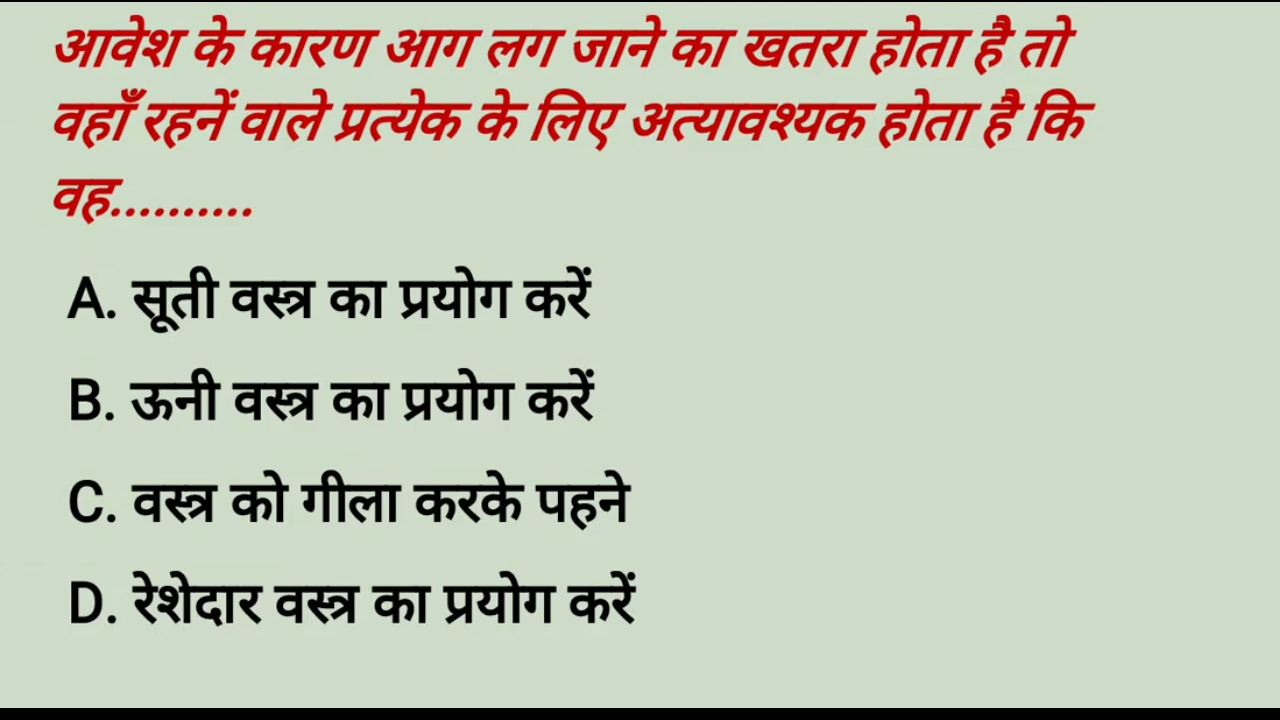 आवेश के कारण आग लग जाने का खतरा होता है तो
वहाँ रहनें वाले प्रत्येक के लिए अत्यावश्यक होता है कि
वह..........
A. सूती वस्त्र का प्रयोग करें
B. ऊनी वस्त्र का प्रयोग करें
C. वस्त्र को गीला करके पहने
D. रेशेदार वस्त्र का प्रयोग करें